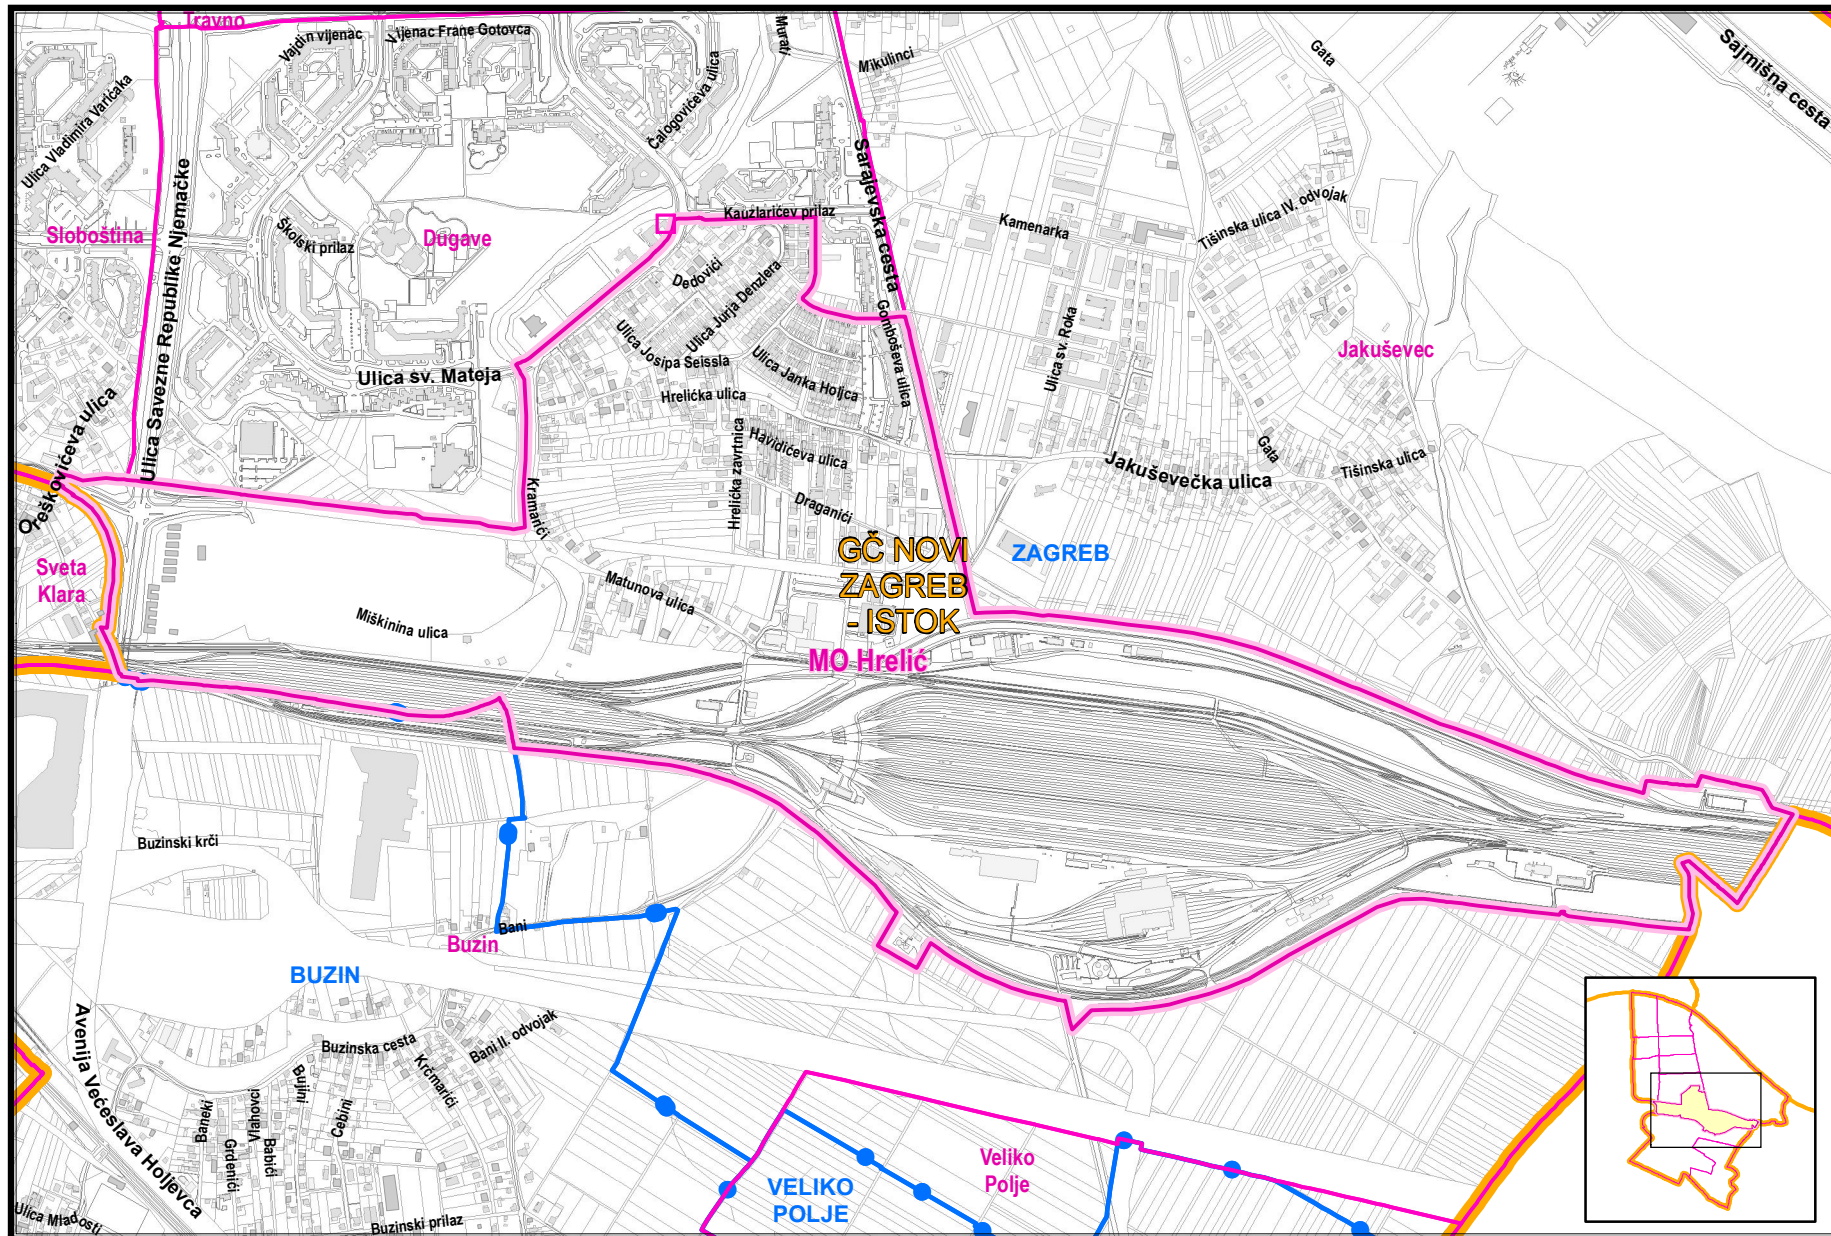 Travno
Vajdin vijenac
Vijenac Frane Gotovca
Murati
Mikulinci
Gata
Sajmišna cesta
Ulica Vladimira Varićaka
Čalogovićeva ulica
Sarajevska cesta
Sloboština
Ulica Savezne Republike Njemačke
Školski prilaz
Dugave
Kauzlarićev prilaz
Kamenarka
Tišinska ulica IV. odvojak
Dedovići
Ulica Jurja Denzlera
Ulica Josipa Seissla
Ulica Janka Holjca
Gomboševa ulica
Ulica sv. Roka
Jakuševec
Ulica sv. Mateja
Hrelićka ulica
Oreškovićeva ulica
Hrelićka zavrtnica
Havidićeva ulica
Jakuševečka ulica
Gata
Tišinska ulica
Kramarići
Draganići
GČ NOVI
ZAGREB
- ISTOK
ZAGREB
Sveta
Klara
Matunova ulica
Miškinina ulica
MO Hrelić
Buzinski krči
Bani
Buzin
BUZIN
Avenija Većeslava Holjevca
Buzinska cesta
Bani II. odvojak
Krčmarići
Bujini
Cebini
Vlahovci
Baneki
Babići
Grdenići
Ulica Mladosti
Buzinski prilaz
VELIKO
POLJE
Veliko
Polje